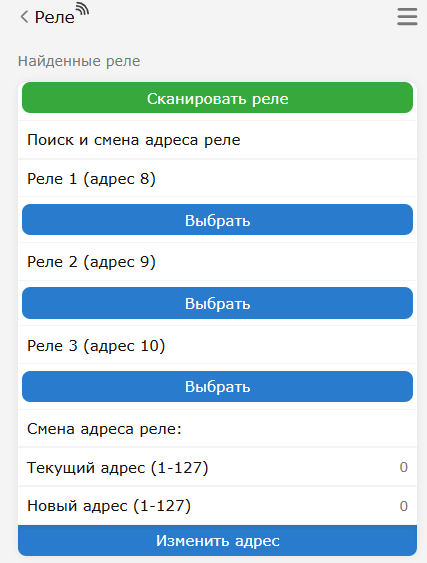 Реле
Найденные реле
Сканировать реле
Поиск и смена адреса реле
Реле 1 (адрес 8)
Выбрать
Реле 2 (адрес 9)
Выбрать
Реле 3 (адрес 10)
Выбрать
Смена адреса реле:
Текущий адрес (1-127) 0
Новый адрес (1-127) 0
Изменить адрес